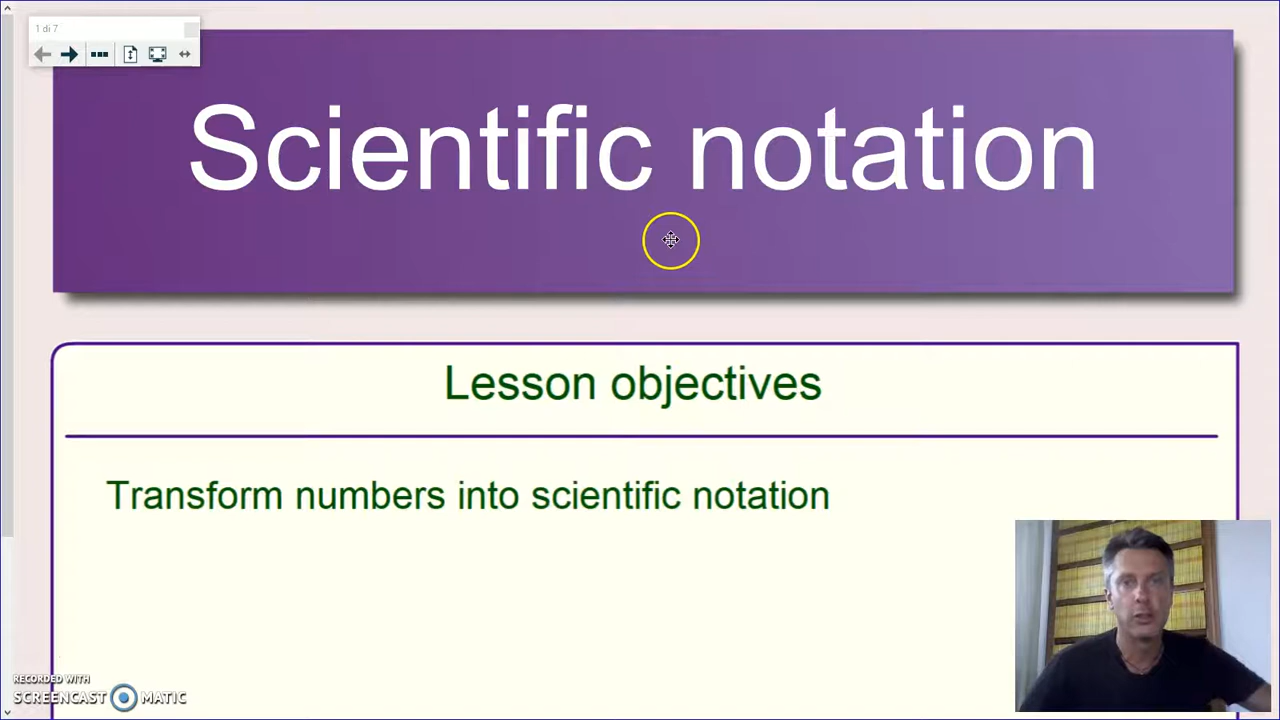 1 di 7
Scientific notation
Lesson objectives
Transform numbers into scientific notation
RECORDED WITH
SCREENCAST MATIC